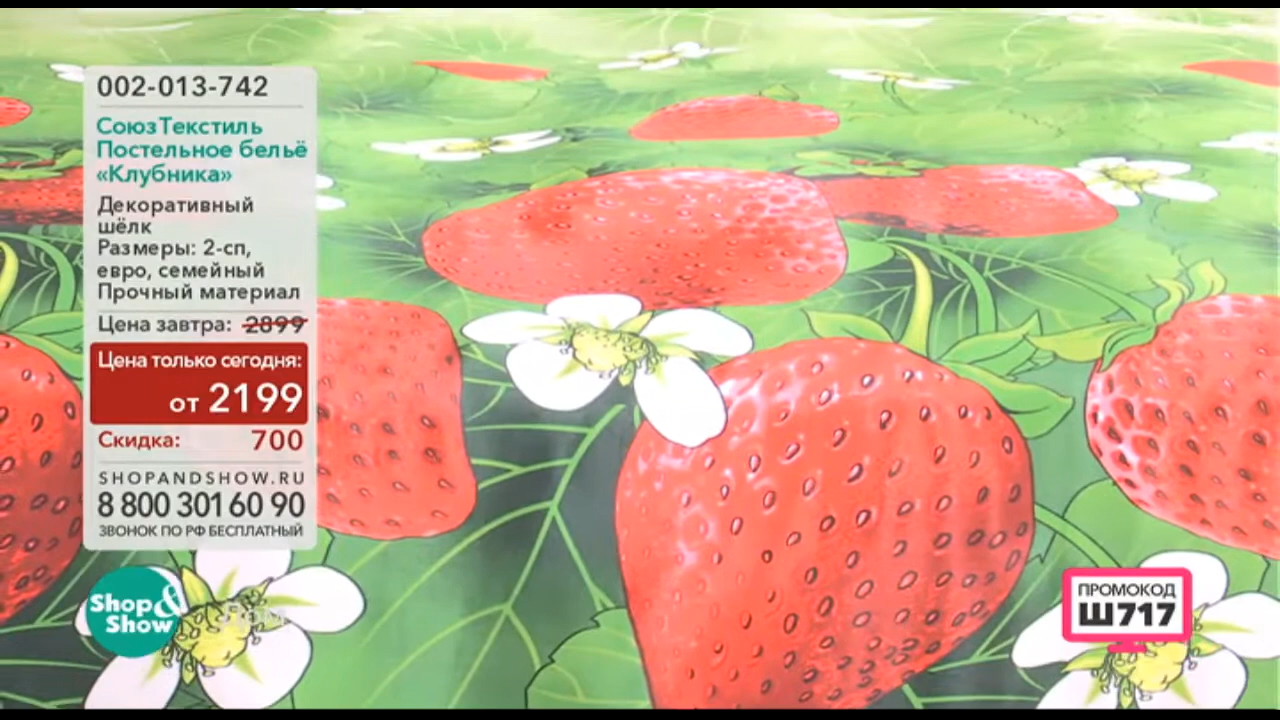 002-013-742
СоюзТекстиль
Постельное бельё
«Клубника»
Декоративный
шёлк
Размеры: 2-сп,
евро, семейный
Прочный материал
Цена завтра: 2899
Цена только сегодня:
от 2199
Скидка: 700
SHOPANDSHOW.RU
8 800 301 60 90
ЗВОНОК ПО РФ БЕСПЛАТНЫЙ
Shop&
Show
ПРОМОКОД
Ш717